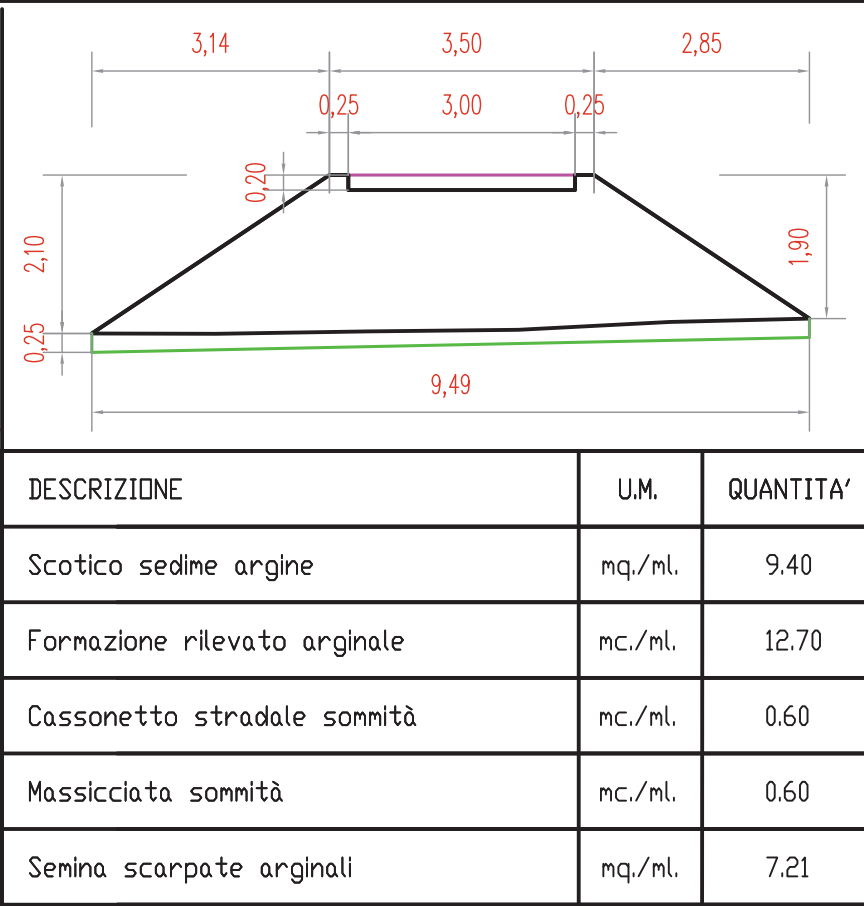 3,14 3,50 2,85
0,25 3,00 0,25
0,20
2,10 1,90
0,25
9,49
DESCRIZIONE U.M. QUANTITA'
Scotico sedime argine mq./ml. 9.40
Formazione rilevato arginale mc./ml. 12.70
Cassonetto stradale sommità mc./ml. 0.60
Massicciata sommità mc./ml. 0.60
Semina scarpate arginali mq./ml. 7.21